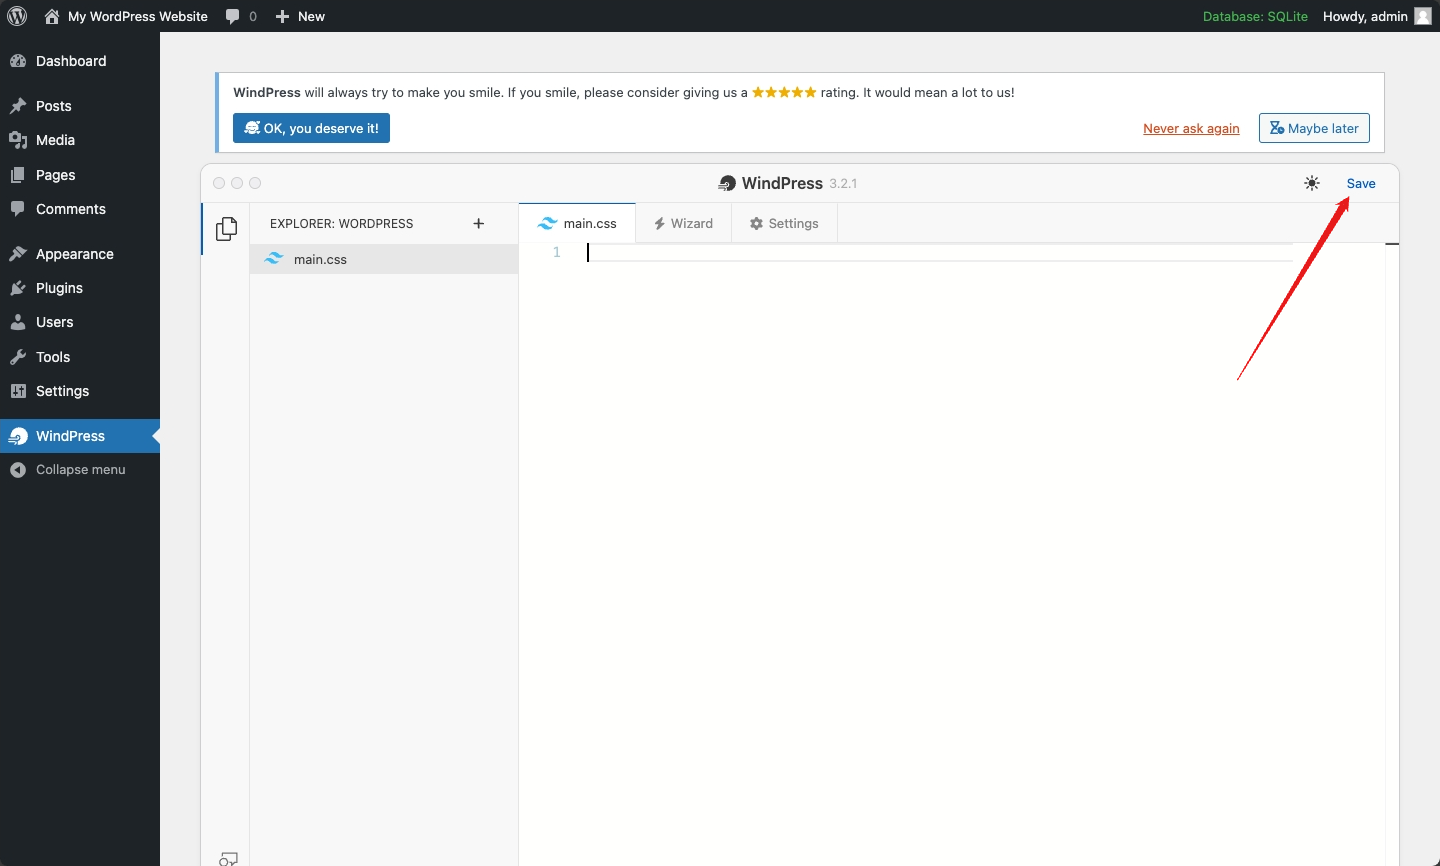 My WordPress Website 0 New Database: SQLite Howdy, admin
Dashboard
Posts
Media
Pages
Comments
Appearance
Plugins
Users
Tools
Settings
WindPress
Collapse menu
WindPress will always try to make you smile. If you smile, please consider giving us a ★★★★★ rating. It would mean a lot to us!
OK, you deserve it! Never ask again Maybe later
WindPress 3.2.1 Save
EXPLORER: WORDPRESS + main.css Wizard Settings
main.css 1